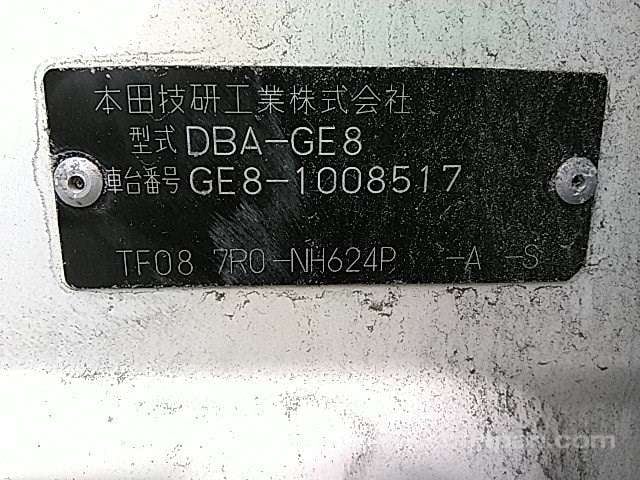 本田技研工業株式会社
型式 DBA-GE8
車台番号 GE8-1008517
TF08 7R0-NH624P -A -S